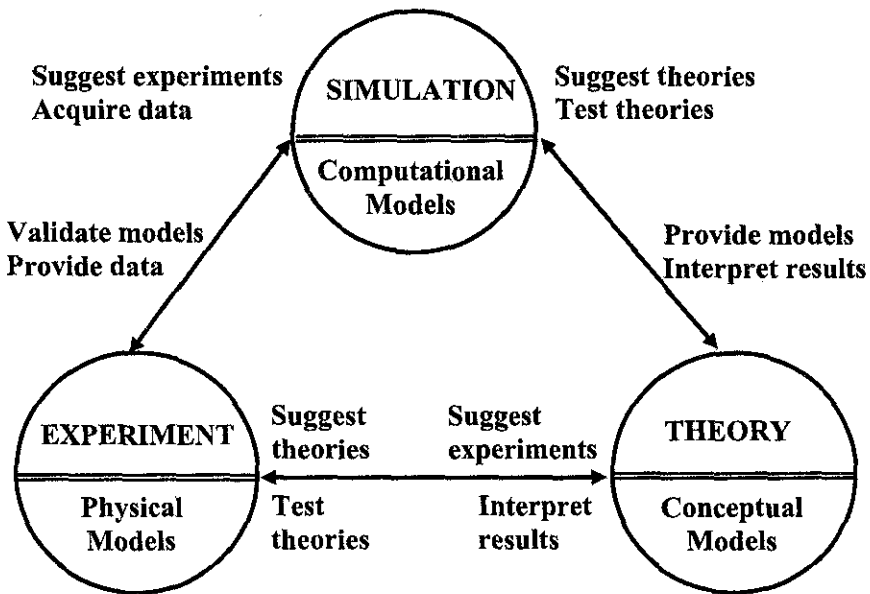 Suggest experiments
Acquire data
SIMULATION
Computational
Models
Suggest theories
Test theories
Validate models
Provide data
Provide models
Interpret results
EXPERIMENT
Physical
Models
Suggest
theories
Test
theories
Suggest
experiments
Interpret
results
THEORY
Conceptual
Models